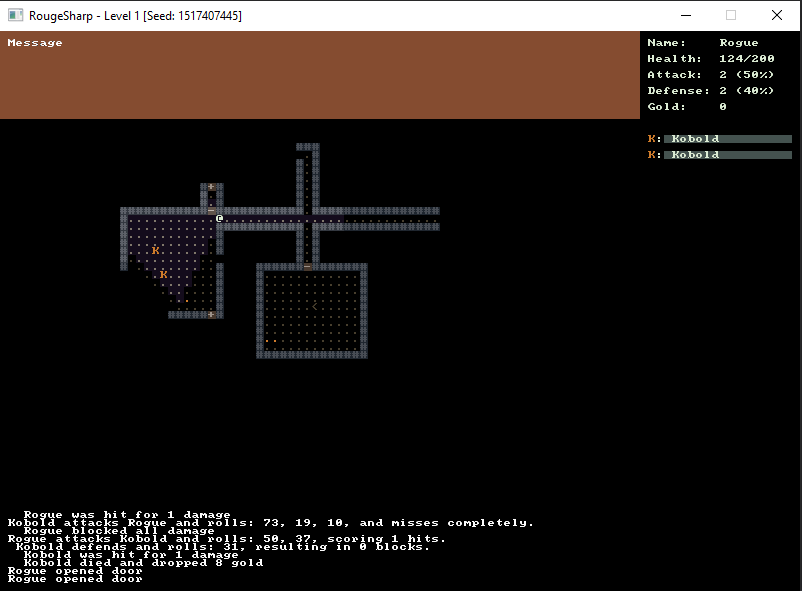 RougeSharp - Level 1 [Seed: 1517407445]
Message
Name: Rogue
Health: 124/200
Attack: 2 (50%)
Defense: 2 (40%)
Gold: 0
K: Kobold
K: Kobold
K
K
Rogue was hit for 1 damage
Kobold attacks Rogue and rolls: 73, 19, 10, and misses completely.
Rogue blocked all damage
Rogue attacks Kobold and rolls: 50, 37, scoring 1 hits.
Kobold defends and rolls: 31, resulting in 0 blocks.
Kobold was hit for 1 damage
Kobold died and dropped 8 gold
Rogue opened door
Rogue opened door